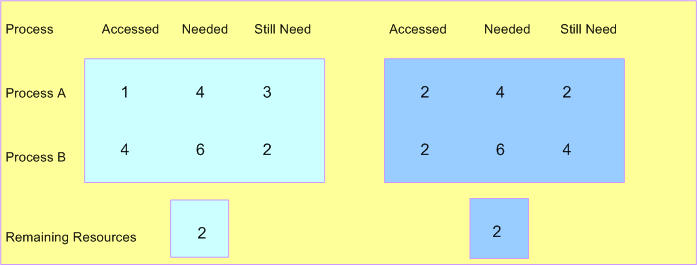 Process Accessed Needed Still Need Accessed Needed Still Need
Process A 1 4 3 2 4 2
Process B 4 6 2 2 6 4
Remaining Resources 2 2